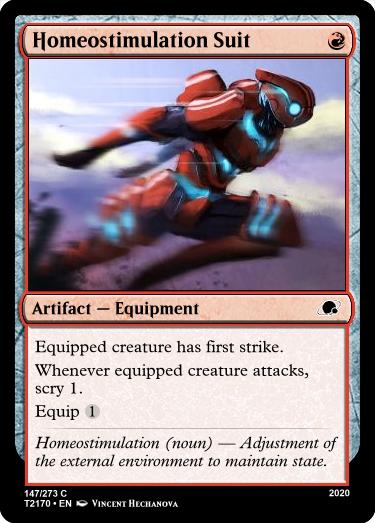 Homeostimulation Suit
Artifact — Equipment
Equipped creature has first strike.
Whenever equipped creature attacks,
scry 1.
Equip 1
Homeostimulation (noun) — Adjustment of
the external environment to maintain state.
147/273 C 2020
T2170 • EN Vincent Hechanova